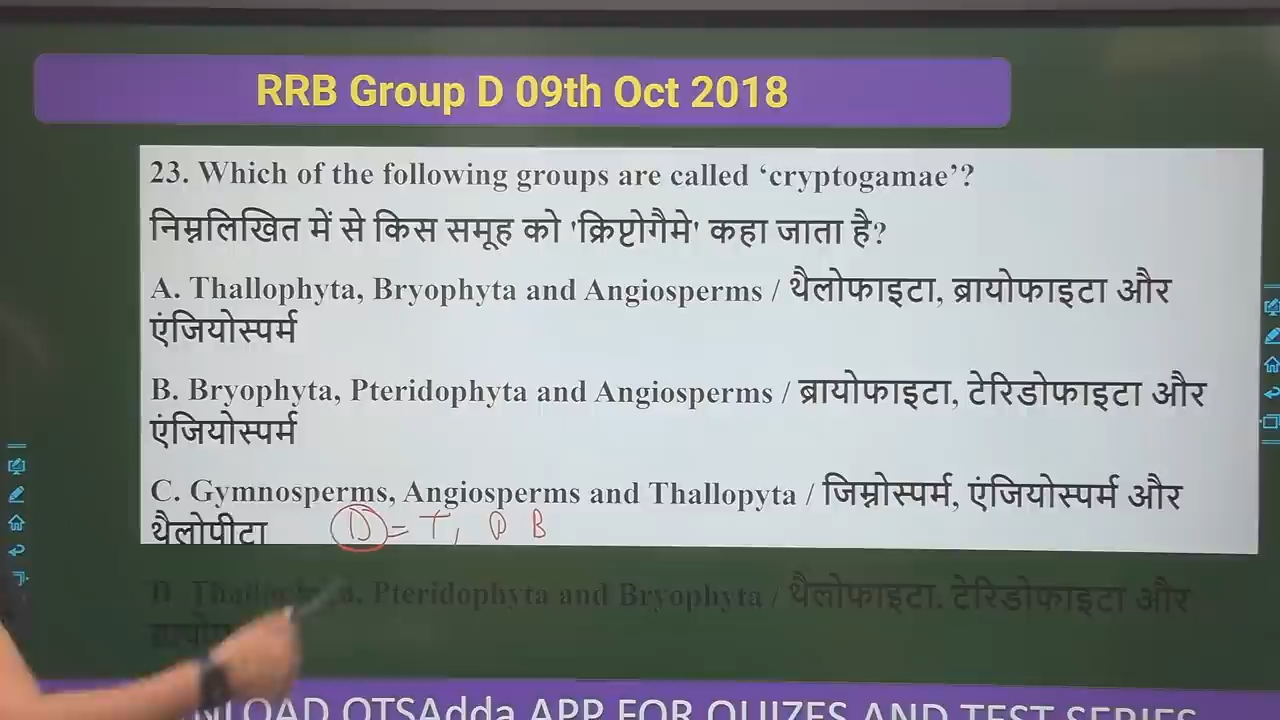 RRB Group D 09th Oct 2018
23. Which of the following groups are called ‘cryptogamae’?
निम्नलिखित में से किस समूह को 'क्रिप्टोगैमे' कहा जाता है?
A. Thallophyta, Bryophyta and Angiosperms / थैलोफाइटा, ब्रायोफाइटा और
एंजियोस्पर्म
B. Bryophyta, Pteridophyta and Angiosperms / ब्रायोफाइटा, टेरिडोफाइटा और
एंजियोस्पर्म
C. Gymnosperms, Angiosperms and Thallopyta / जिम्नोस्पर्म, एंजियोस्पर्म और
थैलोपीटा
D = T, P B
D Pteridophyta and Bryophyta / थैलोफाइटा. टेरिडोफाइटा और
OAD QTSAdda APP FOR QUIZES AND TEST SERIES